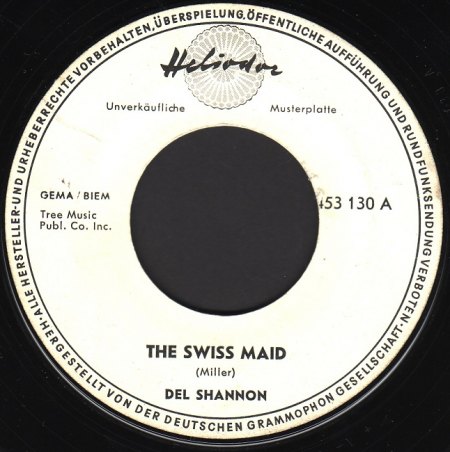 ALLE HERSTELLER-UND URHEBERRECHTE VORBEHALTEN, ÜBERSPIELUNG, ÖFFENTLICHE AUFFÜHRUNG UND RUNDFUNKSENDUNG VERBOTEN.
Heliodor
Unverkäufliche Musterplatte
GEMA / BIEM
Tree Music
Publ. Co. Inc.
453 130 A
THE SWISS MAID
(Miller)
DEL SHANNON
HERGESTELLT VON DER DEUTSCHEN GRAMMOPHON GESELLSCHAFT